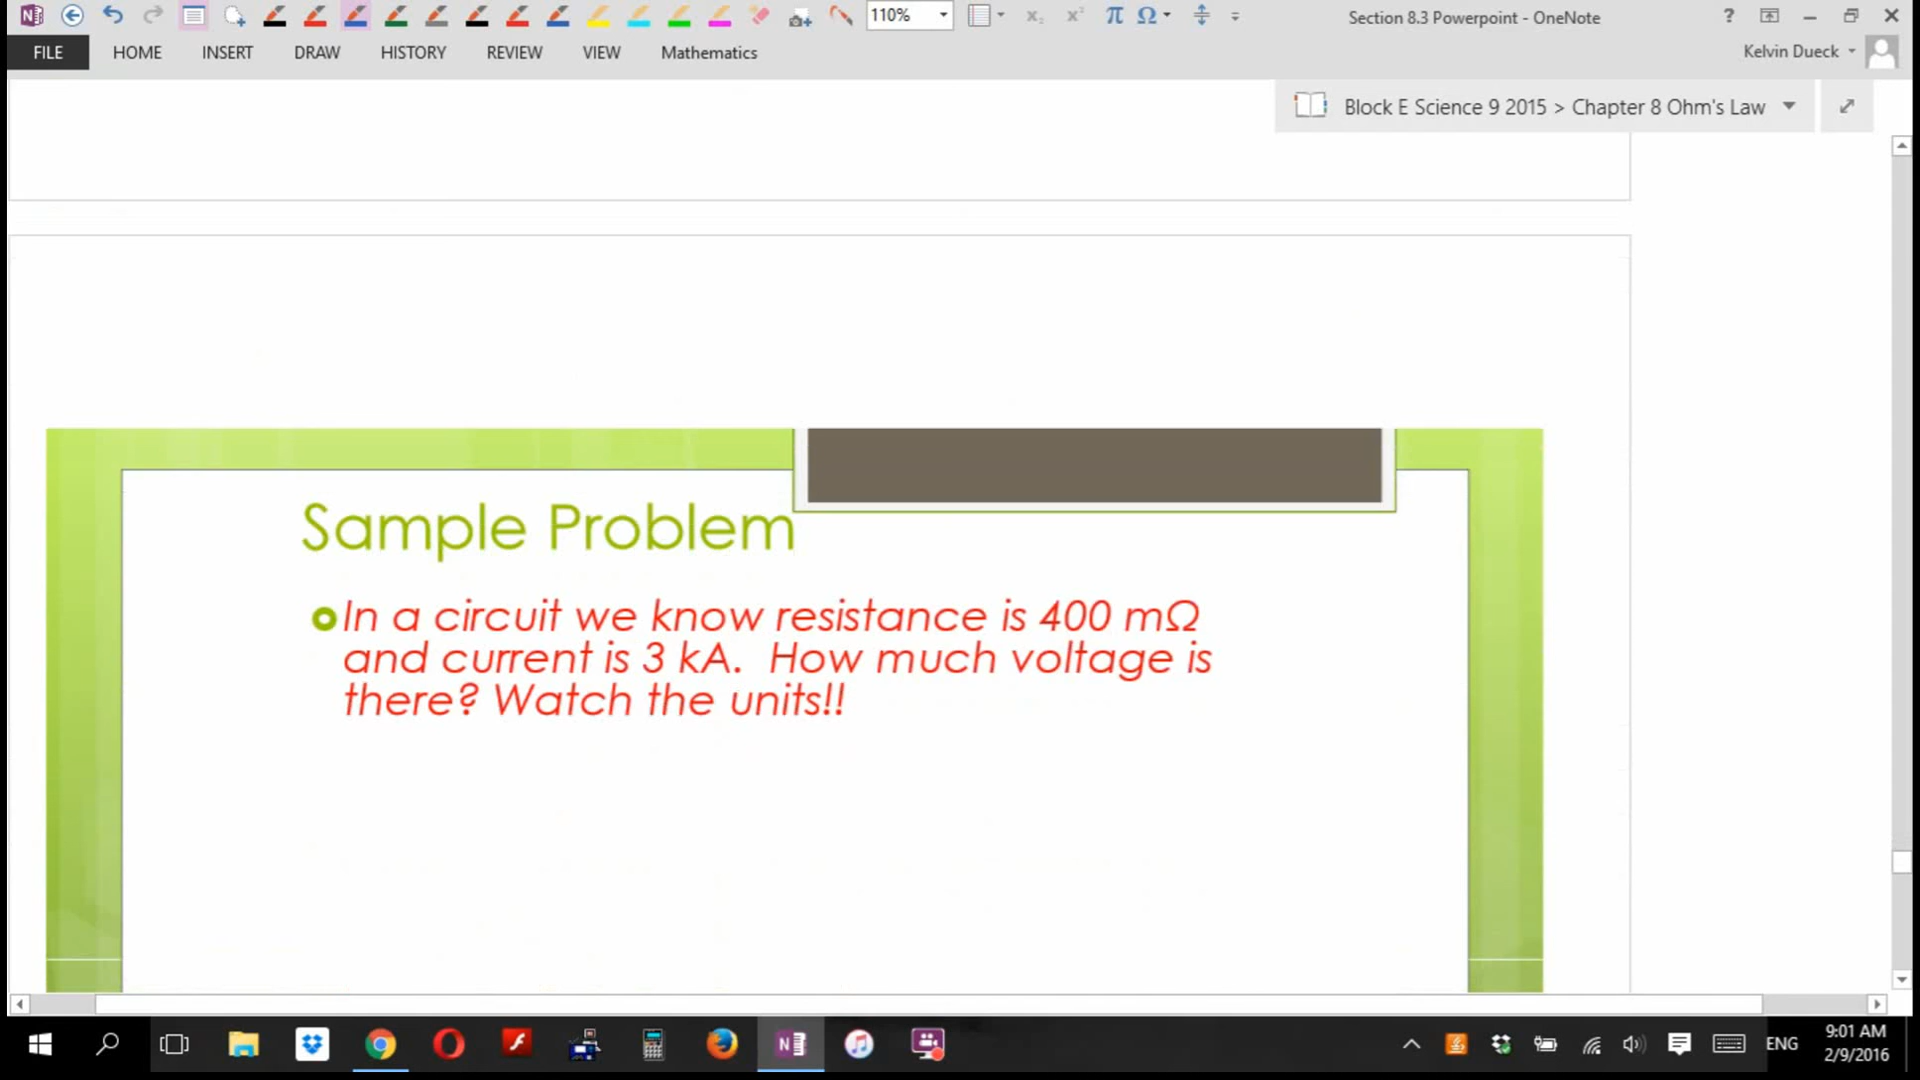 110%
Section 8.3 Powerpoint - OneNote
FILE HOME INSERT DRAW HISTORY REVIEW VIEW Mathematics
Kelvin Dueck
Block E Science 9 2015 > Chapter 8 Ohm's Law
Sample Problem
In a circuit we know resistance is 400 mΩ
and current is 3 kA. How much voltage is
there? Watch the units!!
ENG
9:01 AM
2/9/2016